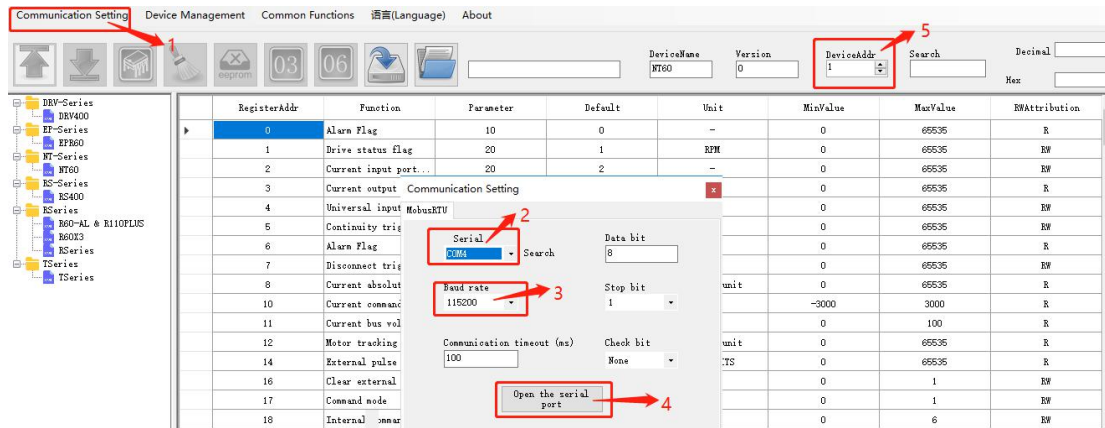 Communication Setting Device Management Common Functions 语言(Language) About
1
5
eeprom 03 06
DeviceName Version DeviceAddr Search Decimal
NT60 0 1
Hex
DRV-Series
DRV400
EP-Series
EPR60
NT-Series
NT60
RS-Series
RS400
RSeries
R60-AL & R110PLUS
R60X3
RSeries
TSeries
TSeries
RegisterAddr Function Parameter Default Unit MinValue MaxValue RWAttribution
0 Alarm Flag 10 0 - 0 65535 R
1 Drive status flag 20 1 RPM 0 65535 RW
2 Current input port... 20 2 - 0 65535 RW
3 Current output 0 65535 R
4 Universal input 0 65535 RW
5 Continuity trig 0 65535 RW
6 Alarm Flag 0 65535 R
7 Disconnect trig 0 65535 RW
8 Current absolut unit 0 65535 RW
10 Current command -3000 3000 R
11 Current bus vol 0 100 R
12 Motor tracking unit 0 65535 R
14 External pulse ITS 0 65535 R
16 Clear external 0 1 RW
17 Command mode 0 1 RW
18 Internal ommar 0 6 RW
Communication Setting x
MobusRTU
2
Serial Data bit
COM4 Search 8
Baud rate Stop bit
115200 3 1
Communication timeout (ms) Check bit
100 None
Open the serial
port
4